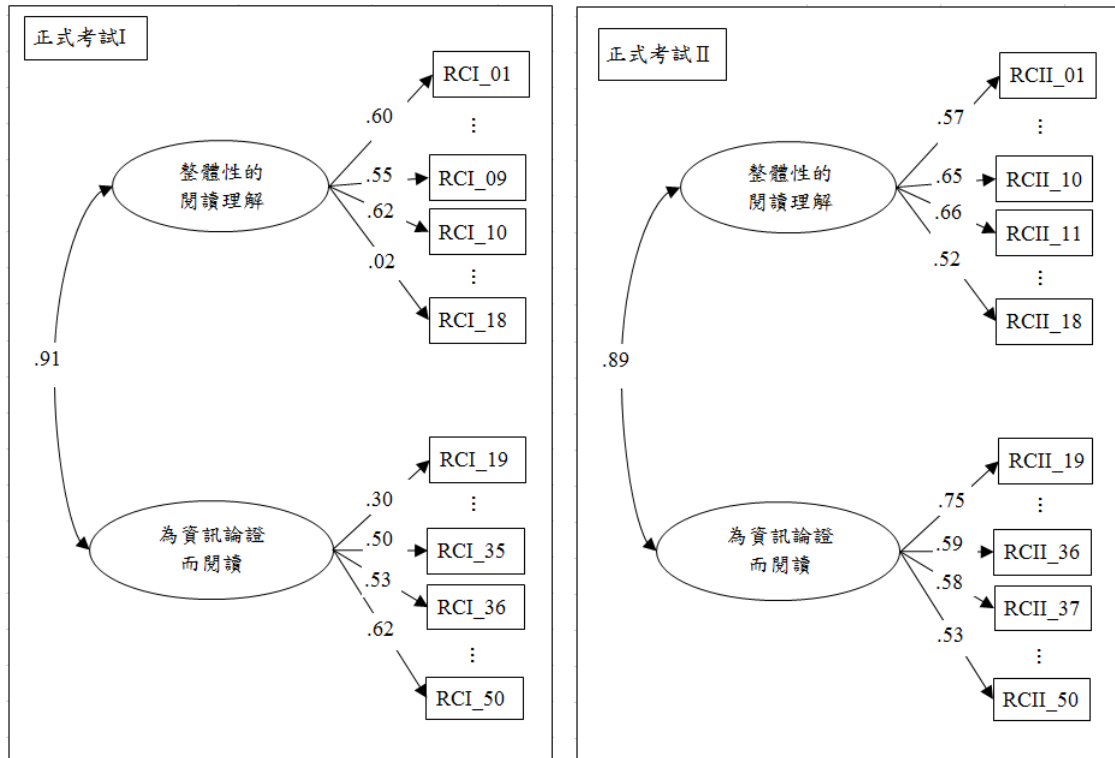 正式考試I
RCI_01
.60
⋮
整體性的
閱讀理解
.55
RCI_09
.62
RCI_10
.02
⋮
RCI_18
.91
RCI_19
.30
⋮
為資訊論證
而閱讀
.50
RCI_35
.53
RCI_36
.62
⋮
RCI_50
正式考試Ⅱ
RCII_01
.57
⋮
整體性的
閱讀理解
.65
RCII_10
.66
RCII_11
.52
⋮
RCII_18
.89
RCII_19
.75
⋮
為資訊論證
而閱讀
.59
RCII_36
.58
RCII_37
.53
⋮
RCII_50